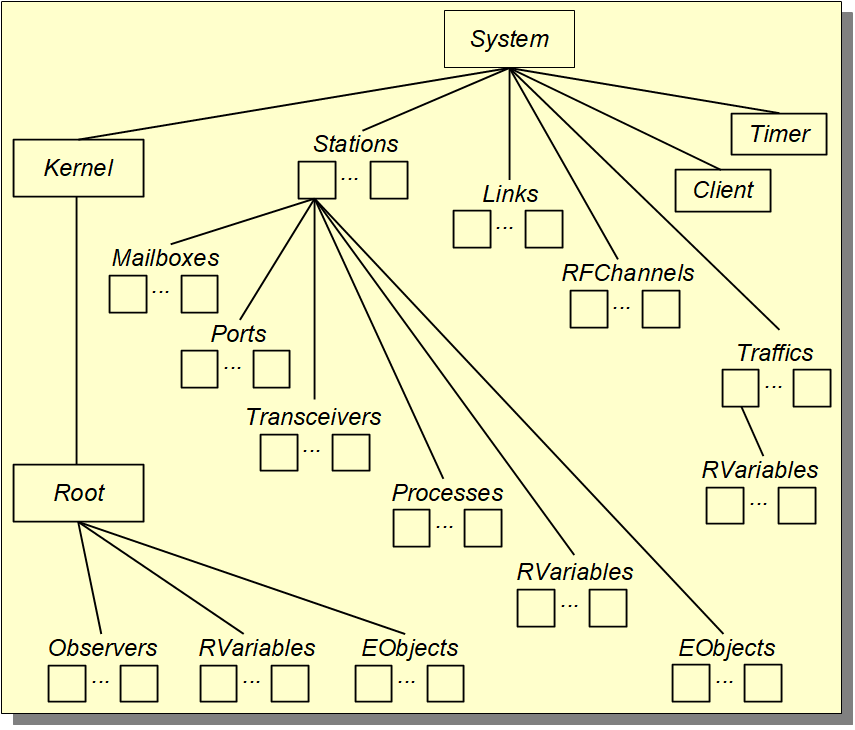 System
Timer
Stations
...
Kernel
Client
Links
...
Mailboxes
...
RFChannels
...
Ports
...
Traffics
...
Transceivers
...
RVariables
...
Processes
...
Root
RVariables
...
Observers
...
RVariables
...
EObjects
...
EObjects
...